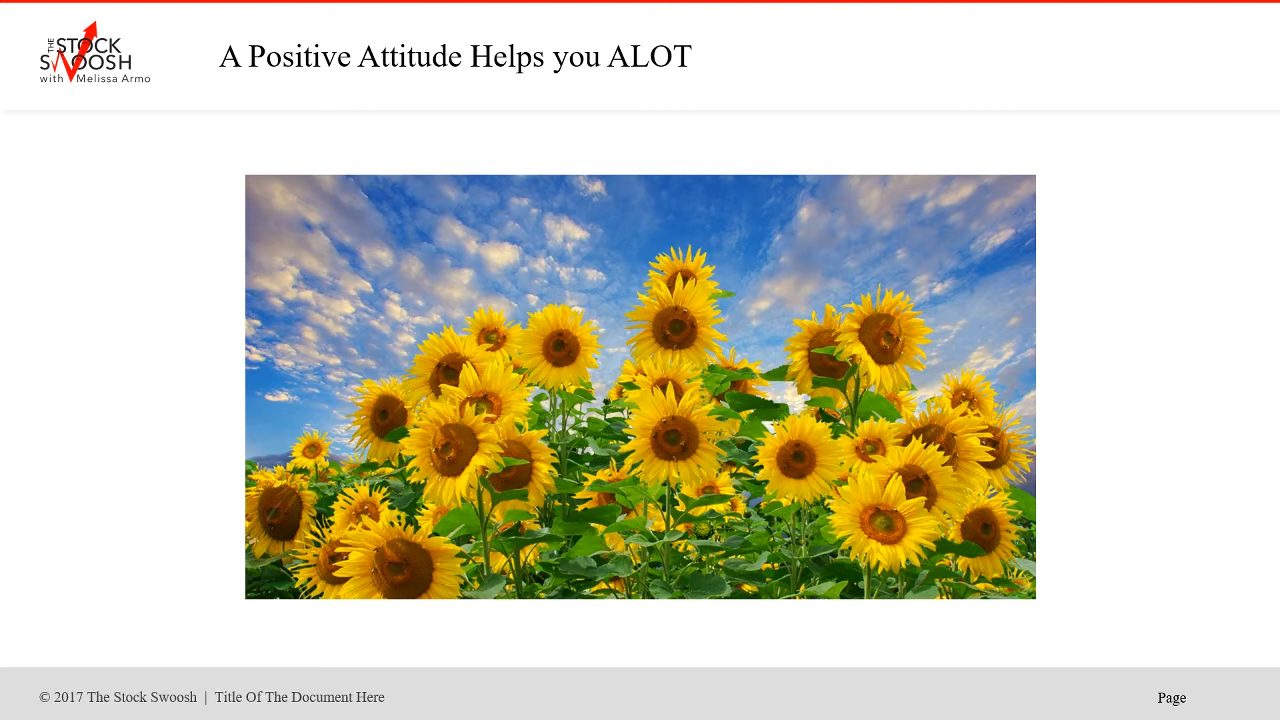 THE STOCK
SWOOSH
with Melissa Armo
A Positive Attitude Helps you ALOT
© 2017 The Stock Swoosh | Title Of The Document Here
Page